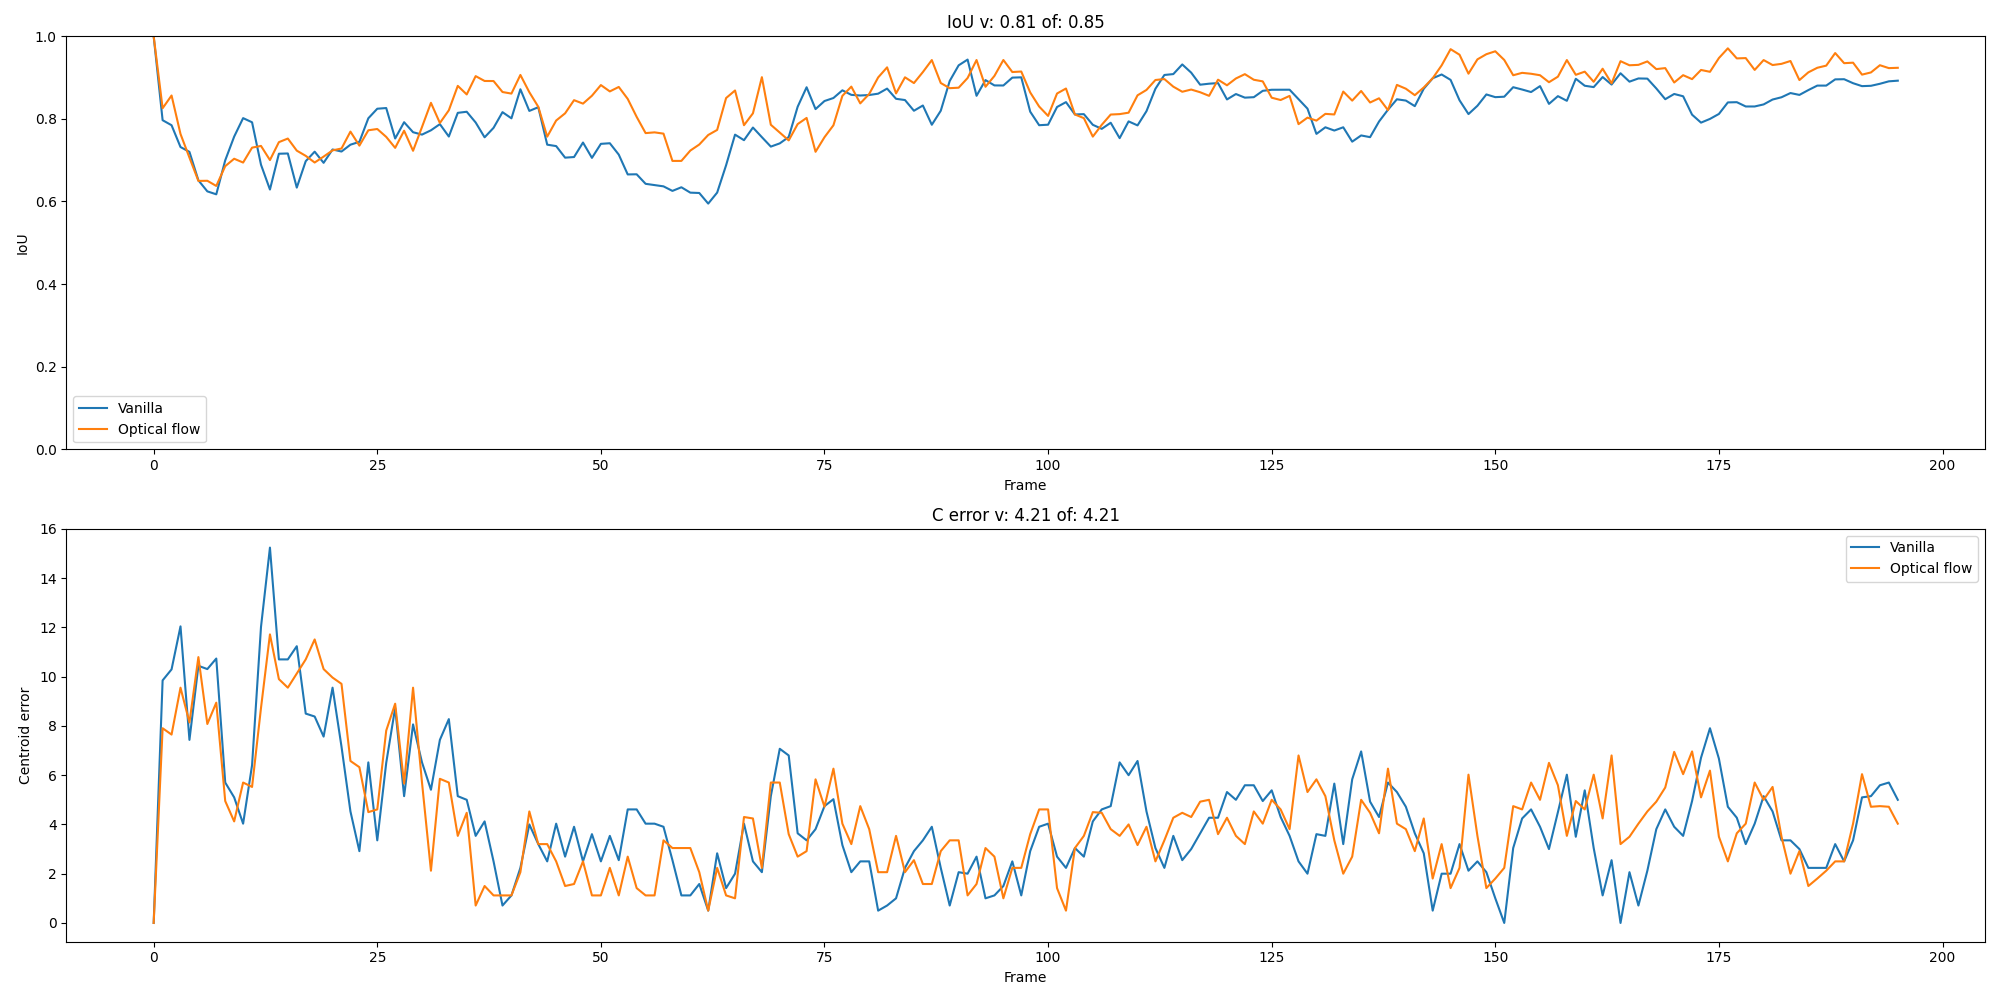 IoU v: 0.81 of: 0.85
1.0
0.8
0.6
0.4
0.2
0.0
IoU
Vanilla
Optical flow
0 25 50 75 100 125 150 175 200
Frame
C error v: 4.21 of: 4.21
16
14
12
10
8
6
4
2
0
Centroid error
Vanilla
Optical flow
0 25 50 75 100 125 150 175 200
Frame